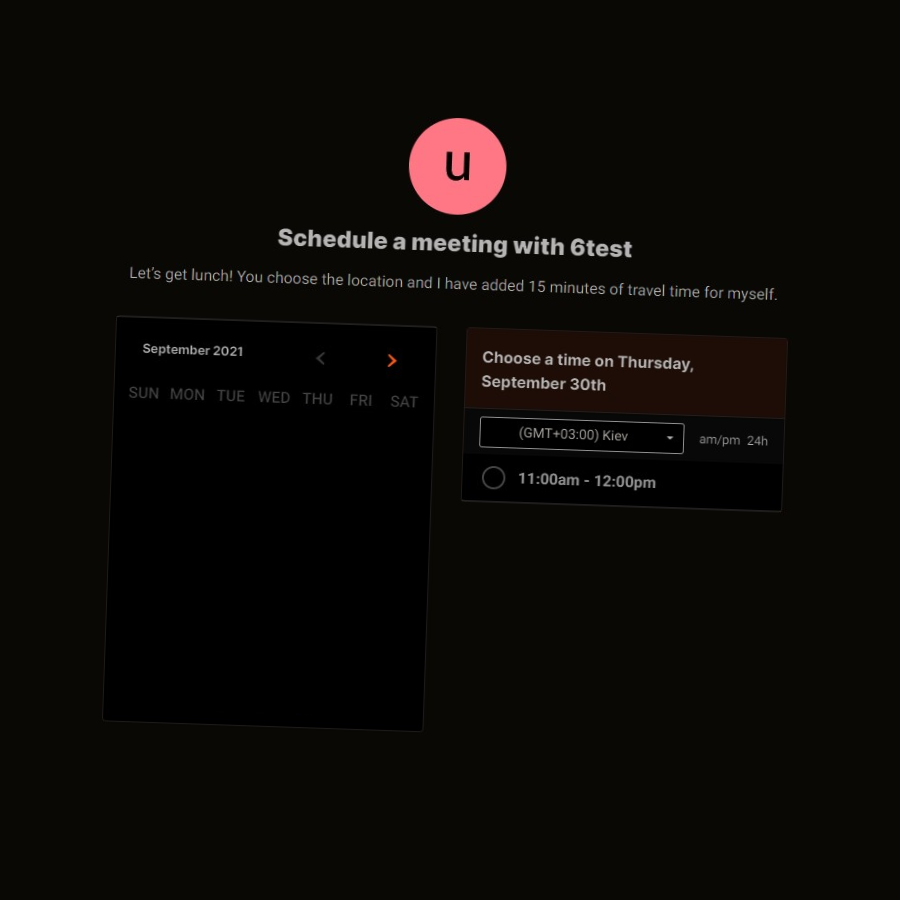 u
Schedule a meeting with 6test
Let's get lunch! You choose the location and I have added 15 minutes of travel time for myself.
September 2021
SUN MON TUE WED THU FRI SAT
Choose a time on Thursday,
September 30th
(GMT+03:00) Kiev am/pm 24h
11:00am - 12:00pm